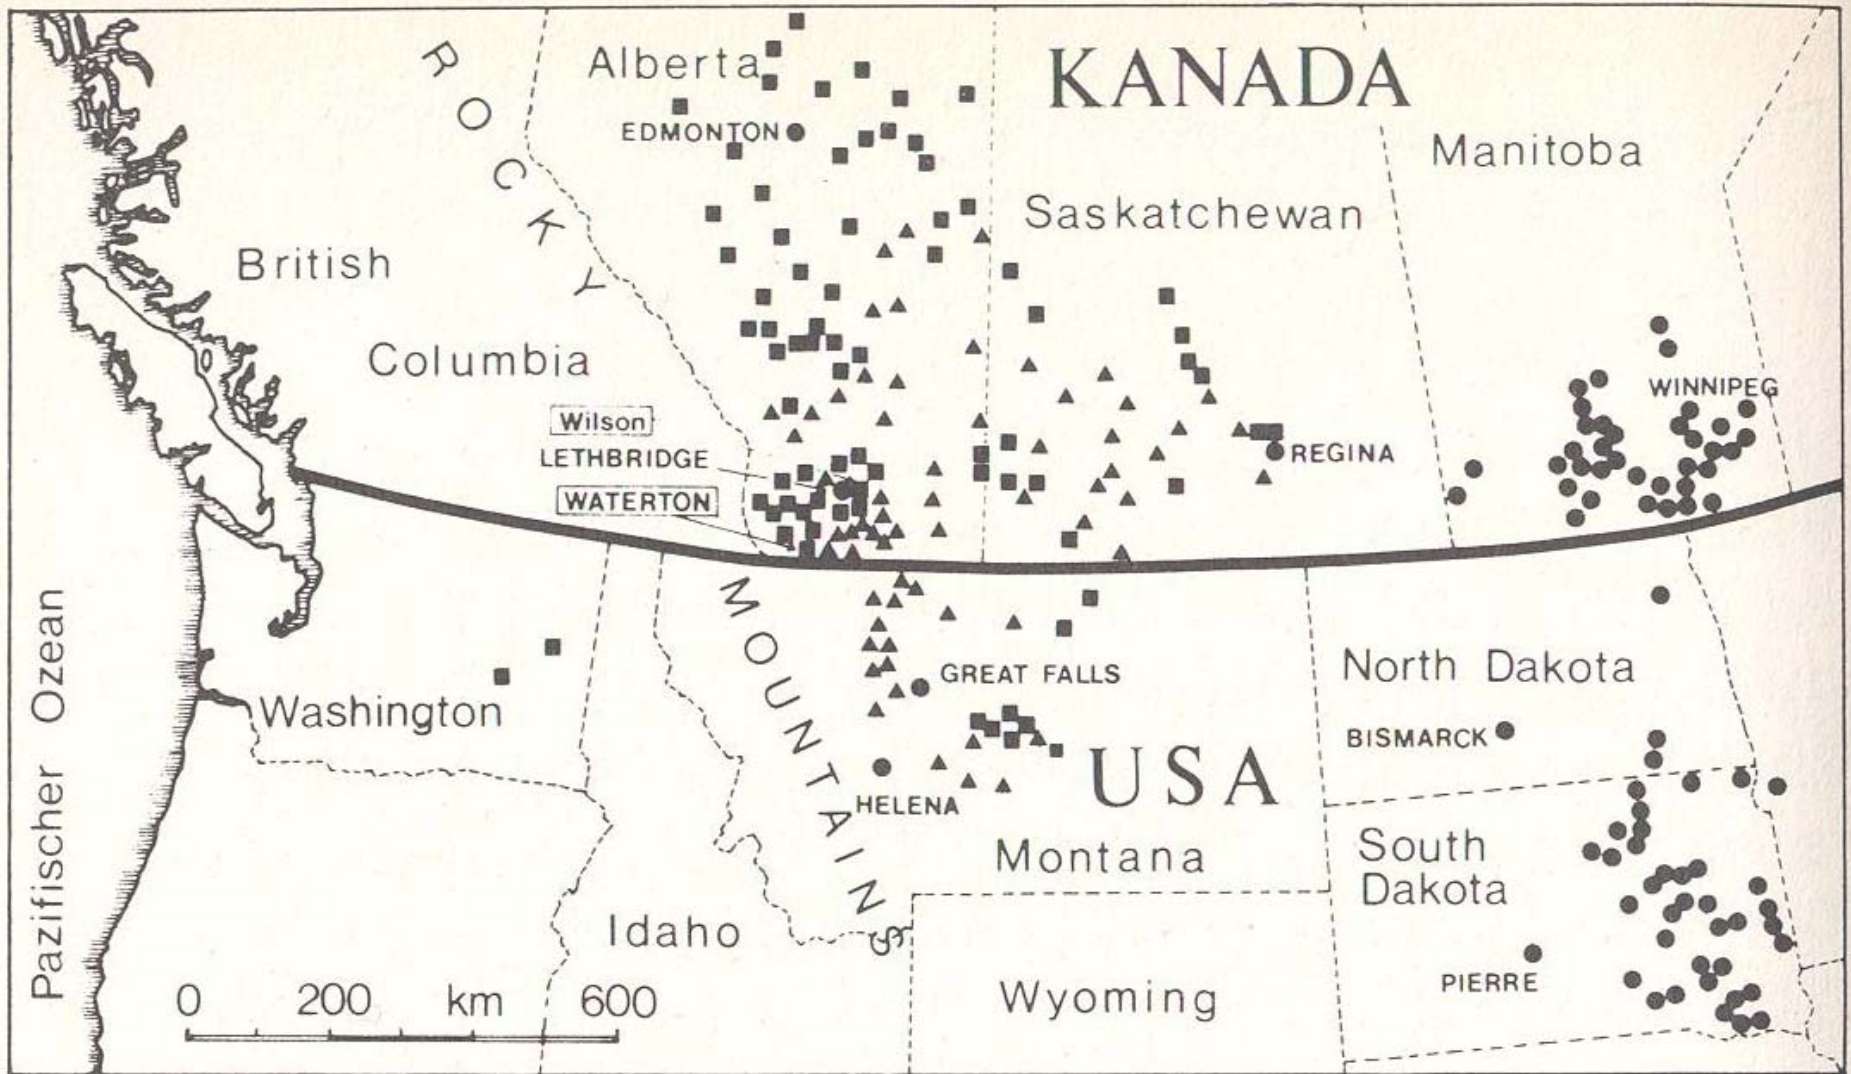 ROCKY
Alberta
KANADA
EDMONTON
Manitoba
Saskatchewan
British
Columbia
WINNIPEG
Wilson
LETHBRIDGE
REGINA
WATERTON
MOUNTAINS
Pazifischer Ozean
North Dakota
GREAT FALLS
Washington
BISMARCK
USA
HELENA
South
Dakota
Montana
Idaho
PIERRE
Wyoming
0 200 km 600